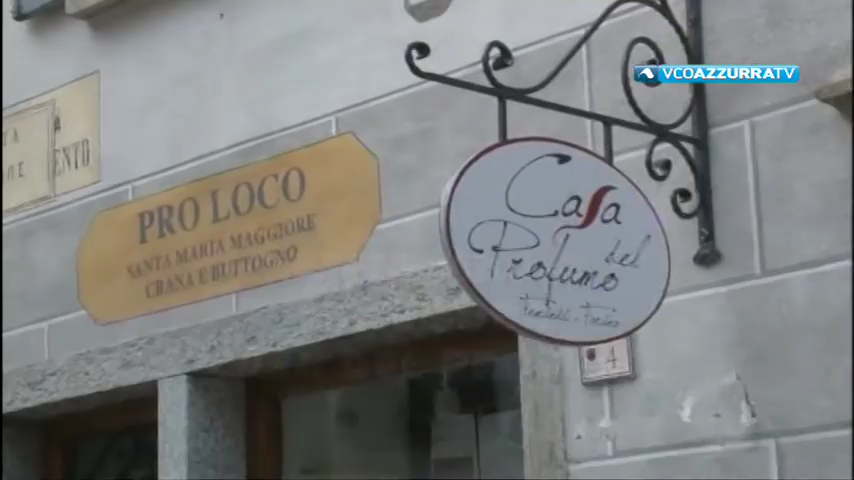 VCOAZZURRATV
ENTO
PRO LOCO
SANTA MARIA MAGGIORE
CRANA E BUTTOGNO
Casa
del
Profumo
4